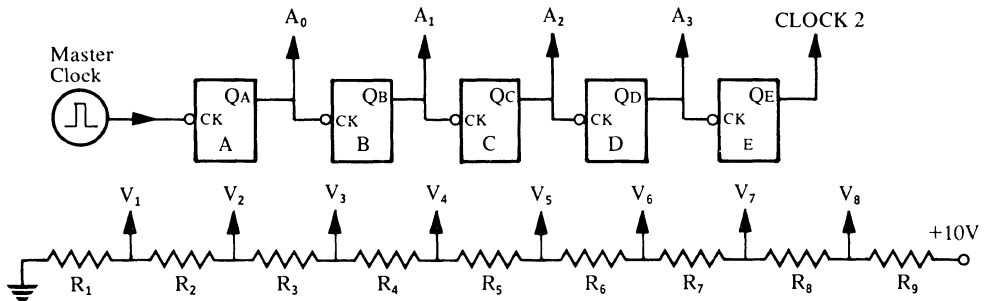 A₀ A₁ A₂ A₃ CLOCK 2
Master
Clock
QA QB QC QD QE
CK CK CK CK CK
A B C D E
V₁ V₂ V₃ V₄ V₅ V₆ V₇ V₈
+10V
R₁ R₂ R₃ R₄ R₅ R₆ R₇ R₈ R₉